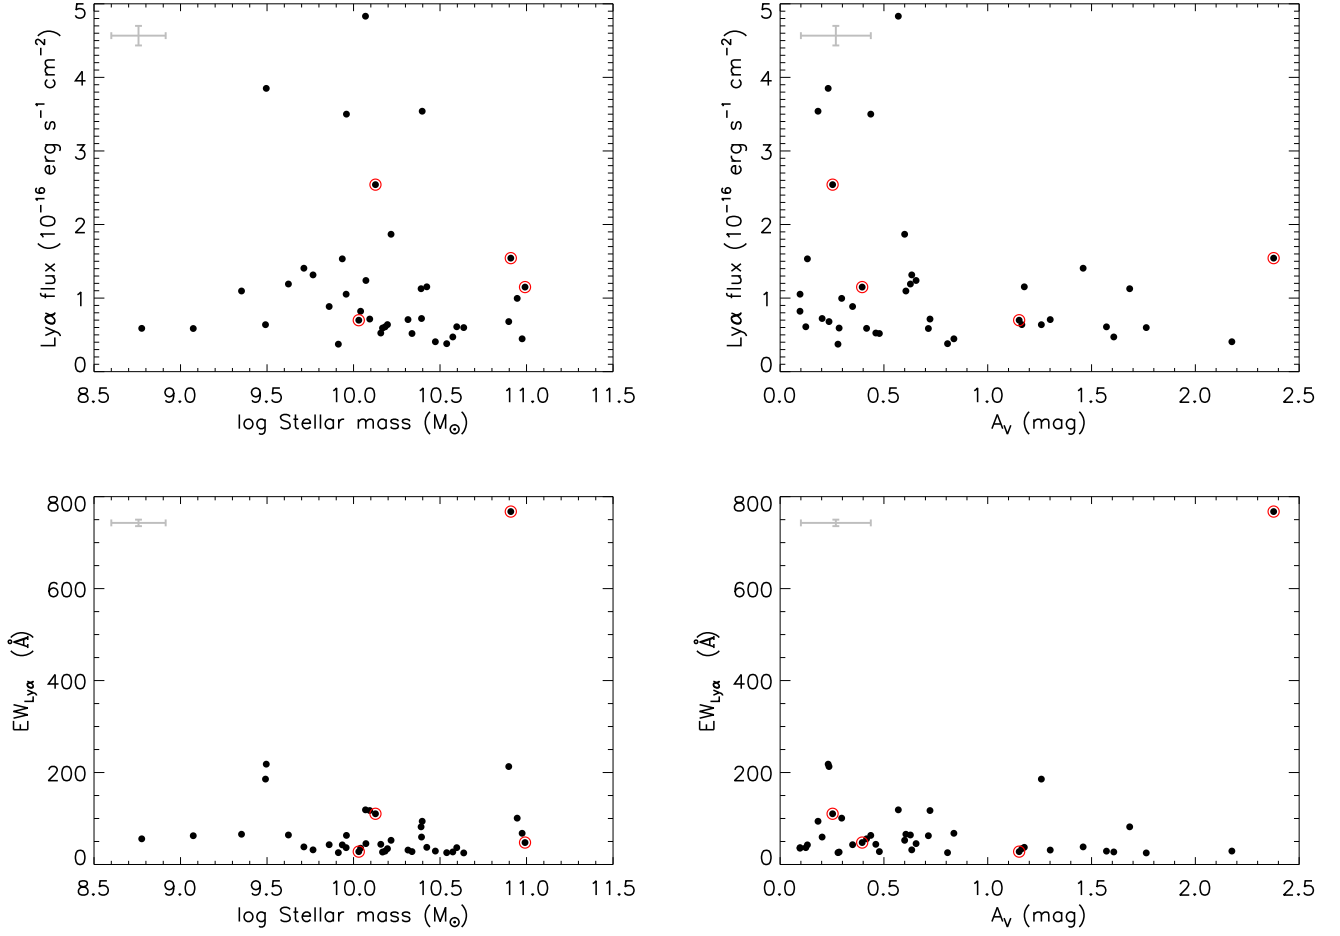 Lyα flux (10⁻¹⁶ erg s⁻¹ cm⁻²)
5
4
3
2
1
0
8.5 9.0 9.5 10.0 10.5 11.0 11.5
log Stellar mass (M⊙)
Lyα flux (10⁻¹⁶ erg s⁻¹ cm⁻²)
5
4
3
2
1
0
0.0 0.5 1.0 1.5 2.0 2.5
A_V (mag)
EW_Lyα (Å)
800
600
400
200
0
8.5 9.0 9.5 10.0 10.5 11.0 11.5
log Stellar mass (M⊙)
EW_Lyα (Å)
800
600
400
200
0
0.0 0.5 1.0 1.5 2.0 2.5
A_V (mag)